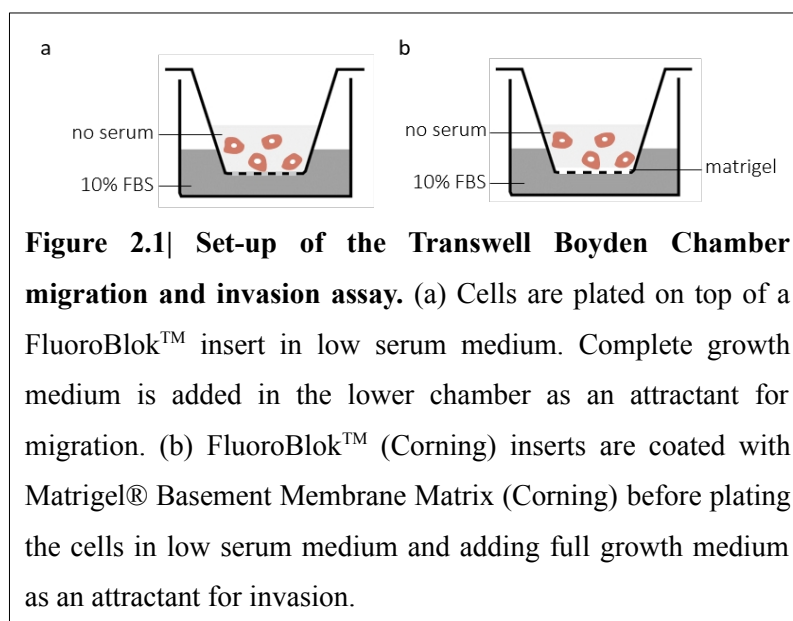 a
b
no serum
10% FBS
no serum
10% FBS
matrigel
Figure 2.1| Set-up of the Transwell Boyden Chamber
migration and invasion assay. (a) Cells are plated on top of a
FluoroBlok™ insert in low serum medium. Complete growth
medium is added in the lower chamber as an attractant for
migration. (b) FluoroBlok™ (Corning) inserts are coated with
Matrigel® Basement Membrane Matrix (Corning) before plating
the cells in low serum medium and adding full growth medium
as an attractant for invasion.